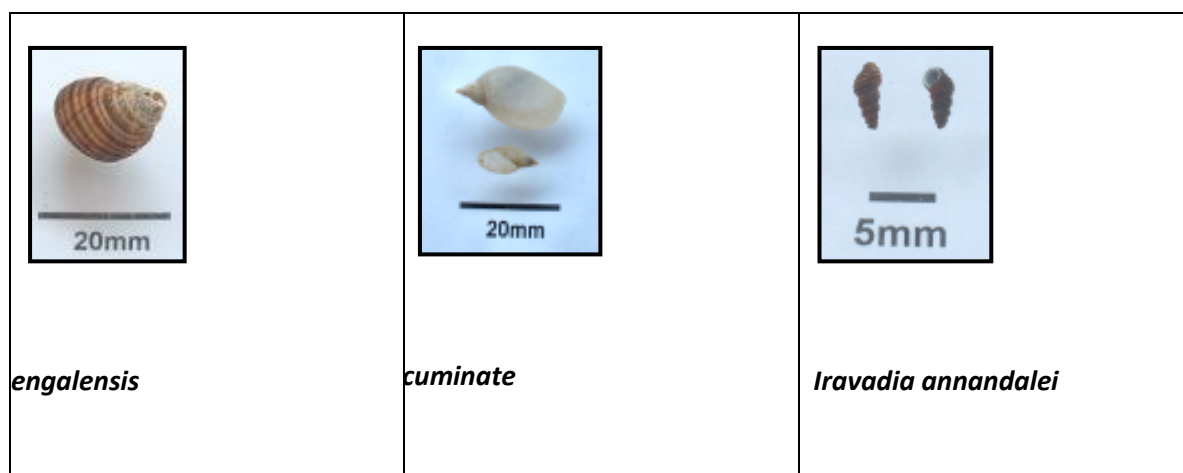 20mm
20mm
5mm
engalensis
cuminate
Iravadia annandalei